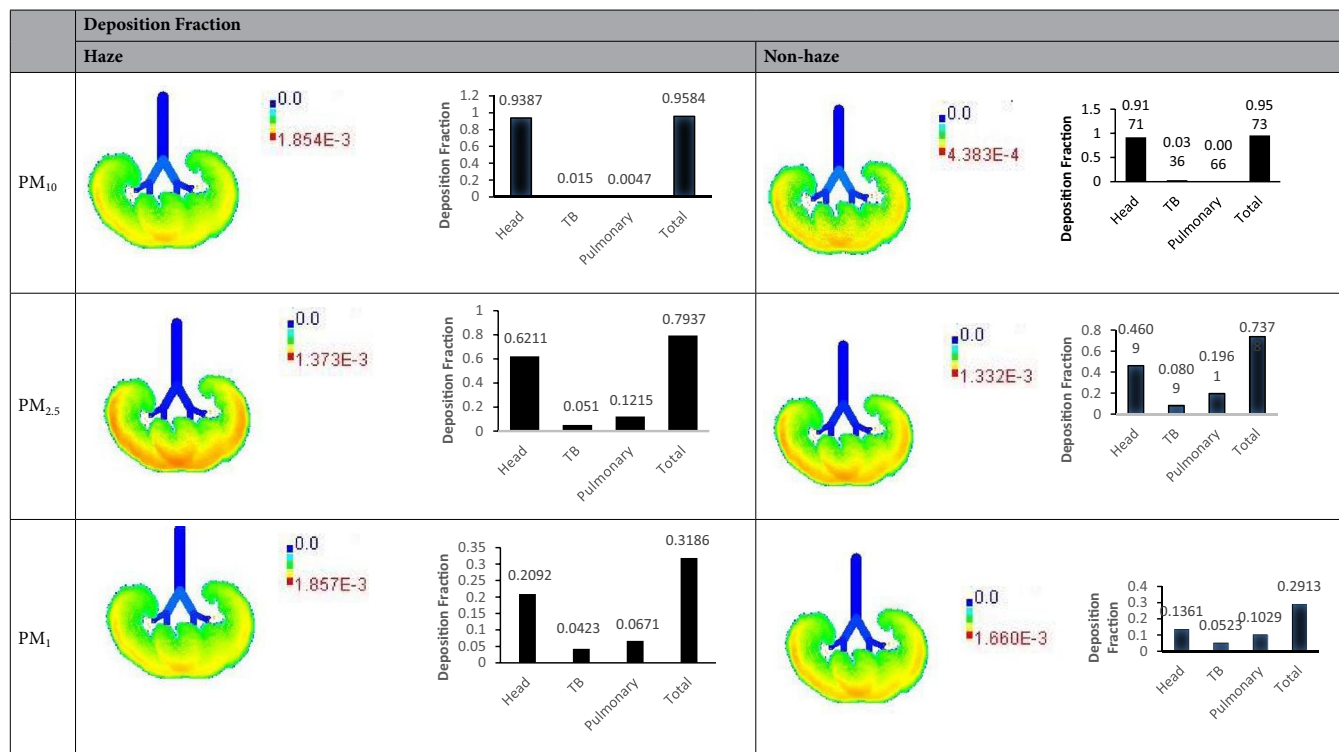 Deposition Fraction
Haze
Non-haze
PM10
0.0
1.854E-3
Deposition Fraction
1.2
1
0.8
0.6
0.4
0.2
0
0.9387
0.015
0.0047
0.9584
Head
TB
Pulmonary
Total
0.0
4.383E-4
Deposition Fraction
1.5
1
0.5
0
0.91
71
0.03
36
0.00
66
0.95
73
Head
TB
Pulmonary
Total
PM2.5
0.0
1.373E-3
Deposition Fraction
1
0.8
0.6
0.4
0.2
0
0.6211
0.051
0.1215
0.7937
Head
TB
Pulmonary
Total
0.0
1.332E-3
Deposition Fraction
0.8
0.6
0.4
0.2
0
0.460
9
0.080
9
0.196
1
0.737
8
Head
TB
Pulmonary
Total
PM1
0.0
1.857E-3
Deposition Fraction
0.35
0.3
0.25
0.2
0.15
0.1
0.05
0
0.2092
0.0423
0.0671
0.3186
Head
TB
Pulmonary
Total
0.0
1.660E-3
Deposition
Fraction
0.4
0.3
0.2
0.1
0
0.1361
0.0523
0.1029
0.2913
Head
TB
Pulmonary
Total